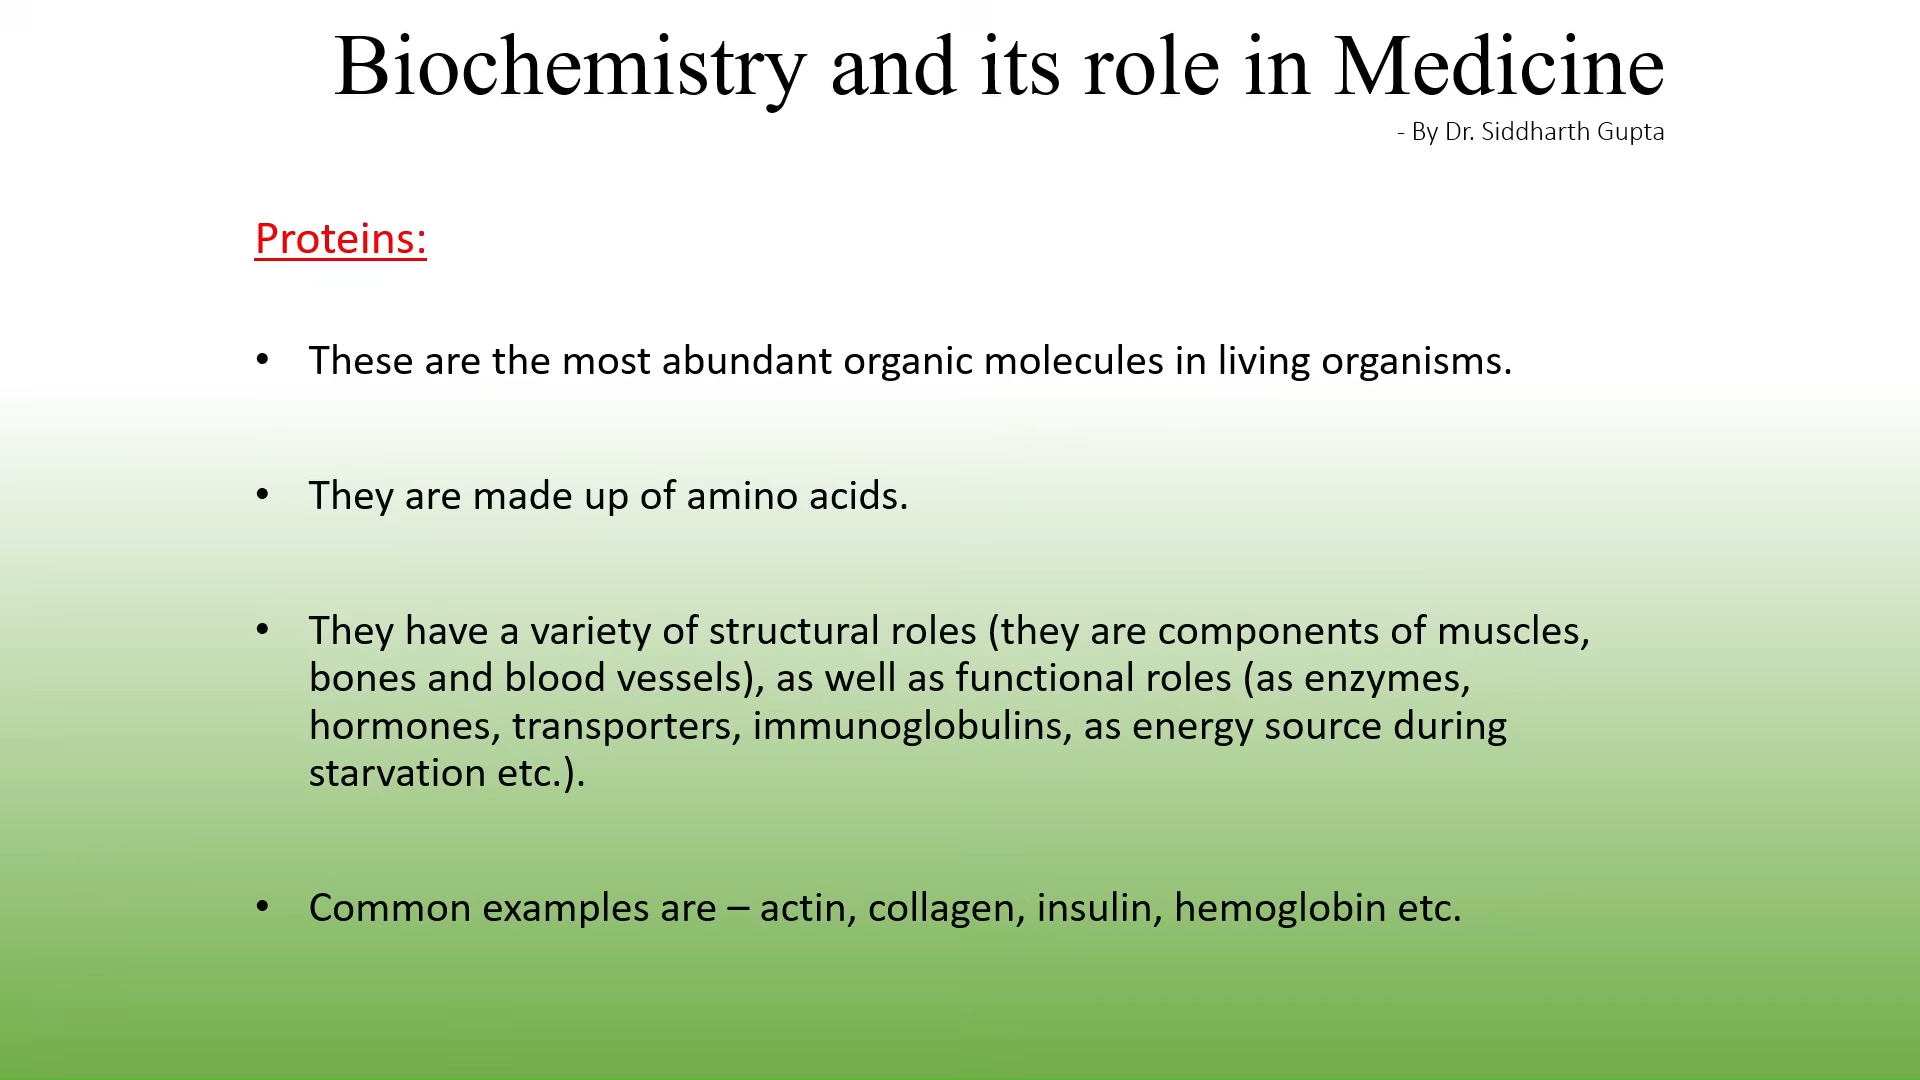 Biochemistry and its role in Medicine
- By Dr. Siddharth Gupta
Proteins:
• These are the most abundant organic molecules in living organisms.
• They are made up of amino acids.
• They have a variety of structural roles (they are components of muscles,
bones and blood vessels), as well as functional roles (as enzymes,
hormones, transporters, immunoglobulins, as energy source during
starvation etc.).
• Common examples are – actin, collagen, insulin, hemoglobin etc.